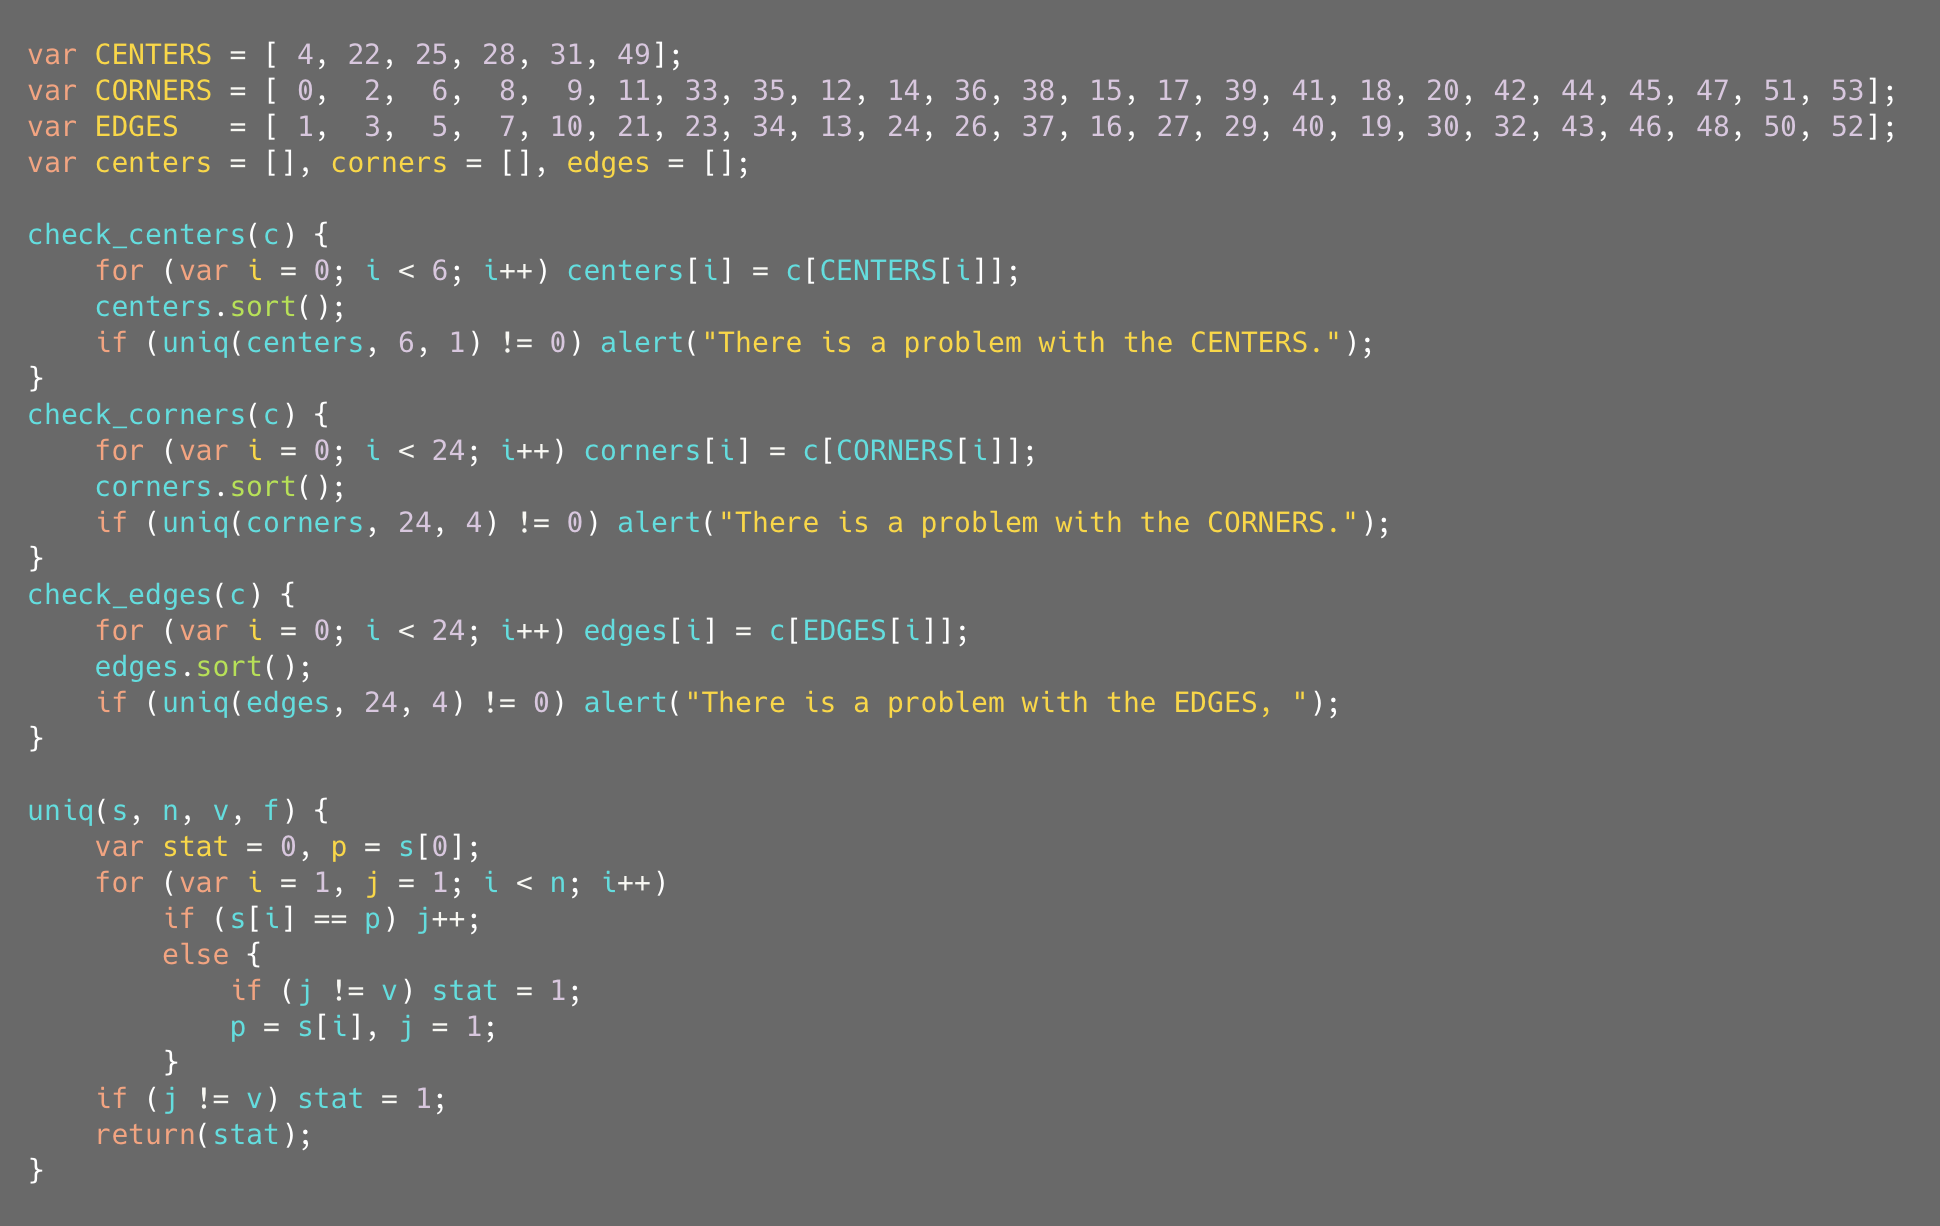 var CENTERS = [ 4, 22, 25, 28, 31, 49];
var CORNERS = [ 0,  2,  6,  8,  9, 11, 33, 35, 12, 14, 36, 38, 15, 17, 39, 41, 18, 20, 42, 44, 45, 47, 51, 53];
var EDGES   = [ 1,  3,  5,  7, 10, 21, 23, 34, 13, 24, 26, 37, 16, 27, 29, 40, 19, 30, 32, 43, 46, 48, 50, 52];
var centers = [], corners = [], edges = [];

check_centers(c) {
    for (var i = 0; i < 6; i++) centers[i] = c[CENTERS[i]];
    centers.sort();
    if (uniq(centers, 6, 1) != 0) alert("There is a problem with the CENTERS.");
}
check_corners(c) {
    for (var i = 0; i < 24; i++) corners[i] = c[CORNERS[i]];
    corners.sort();
    if (uniq(corners, 24, 4) != 0) alert("There is a problem with the CORNERS.");
}
check_edges(c) {
    for (var i = 0; i < 24; i++) edges[i] = c[EDGES[i]];
    edges.sort();
    if (uniq(edges, 24, 4) != 0) alert("There is a problem with the EDGES, ");
}

uniq(s, n, v, f) {
    var stat = 0, p = s[0];
    for (var i = 1, j = 1; i < n; i++)
        if (s[i] == p) j++;
        else {
            if (j != v) stat = 1;
            p = s[i], j = 1;
        }
    if (j != v) stat = 1;
    return(stat);
}